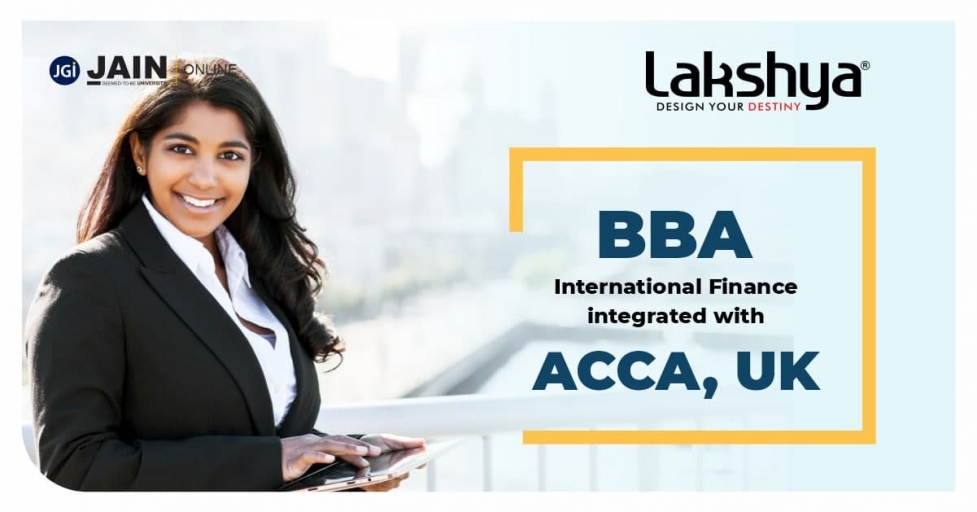 JGi JAIN ONLINE
DEEMED-TO-BE UNIVERSITY
Lakshya®
DESIGN YOUR DESTINY
BBA
International Finance
integrated with
ACCA, UK